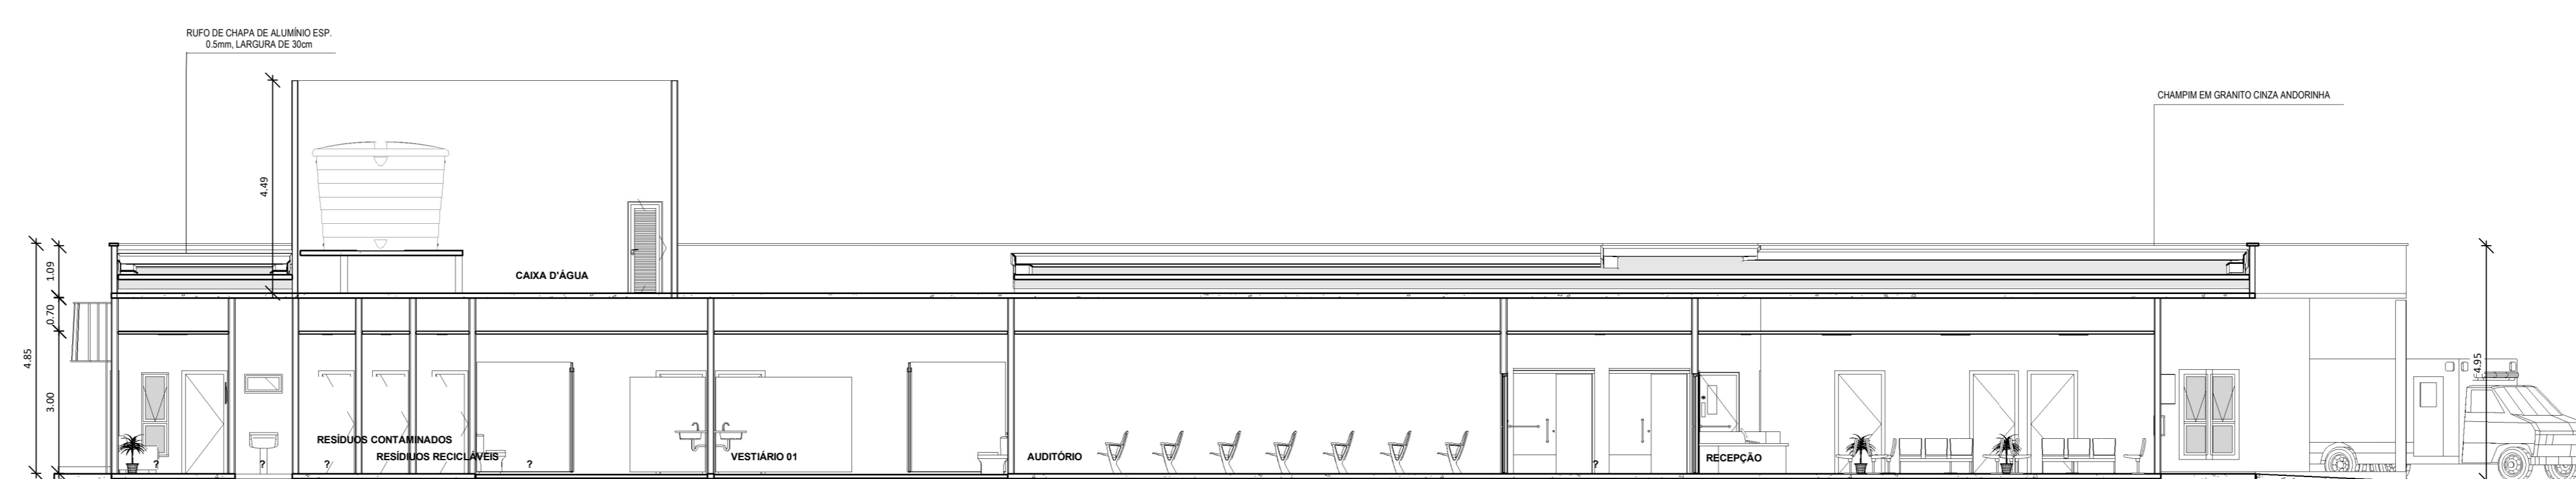 RUFO DE CHAPA DE ALUMÍNIO ESP.
0.5mm, LARGURA DE 30cm
CHAMPIM EM GRANITO CINZA ANDORINHA
4.49
1.09
CAIXA D'ÁGUA
0.70
4.85
4.95
3.00
RESÍDUOS CONTAMINADOS
RESÍDIUOS RECICLÁVEIS
VESTIÁRIO 01
AUDITÓRIO
RECEPÇÃO
?
?
?
?
?